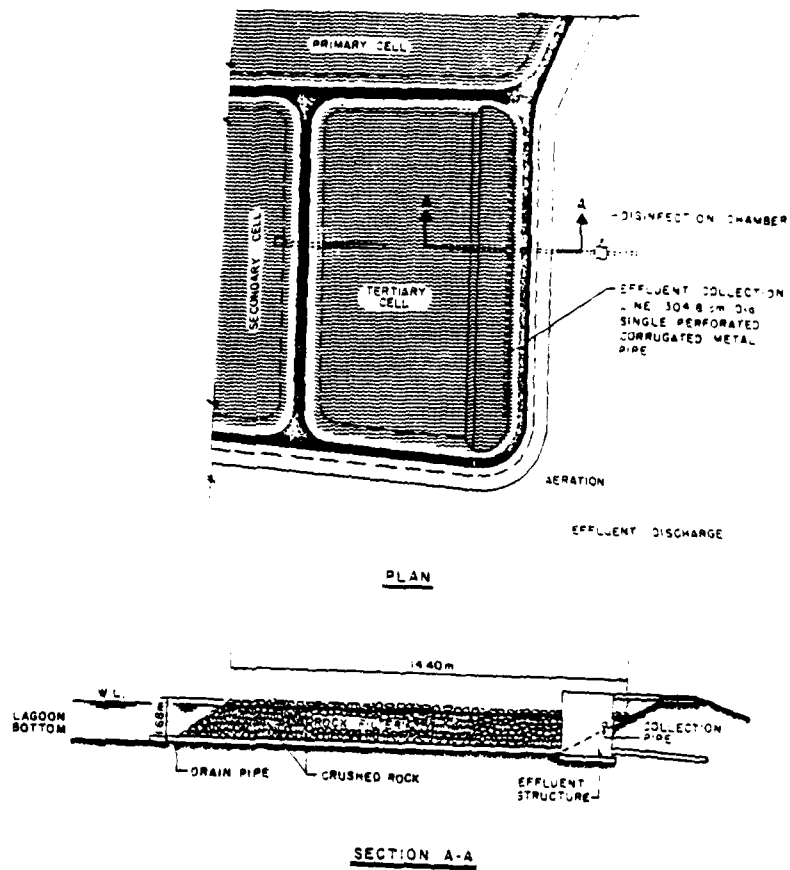 PRIMARY CELL
SECONDARY CELL
TERTIARY
CELL
A
A
DISINFECTION CHAMBER
EFFLUENT COLLECTION
LINE 304.8 cm Dia
SINGLE PERFORATED
CORRUGATED METAL
PIPE
AERATION
EFFLUENT DISCHARGE
PLAN
14.40m
W.L.
1.68m
LAGOON
BOTTOM
ROCK FILTER
COLLECTION
PIPE
DRAIN PIPE
CRUSHED ROCK
EFFLUENT
STRUCTURE
SECTION A-A